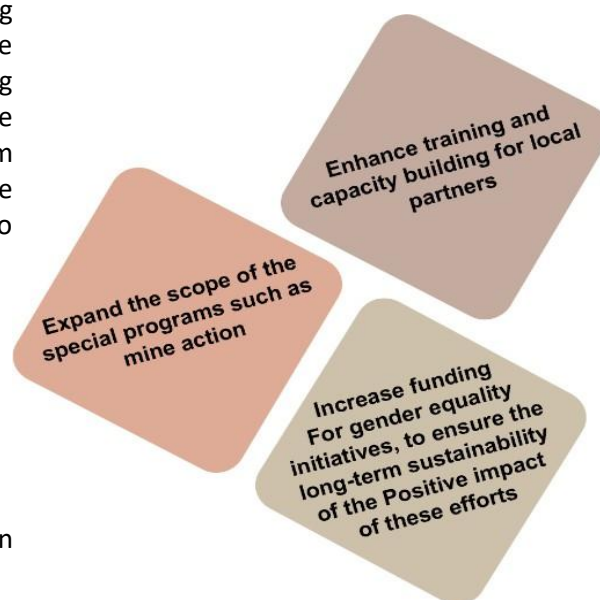 Enhance training and
capacity building for local
partners
Expand the scope of the
special programs such as
mine action
Increase funding
For gender equality
initiatives, to ensure the
long-term sustainability
of the Positive impact
of these efforts